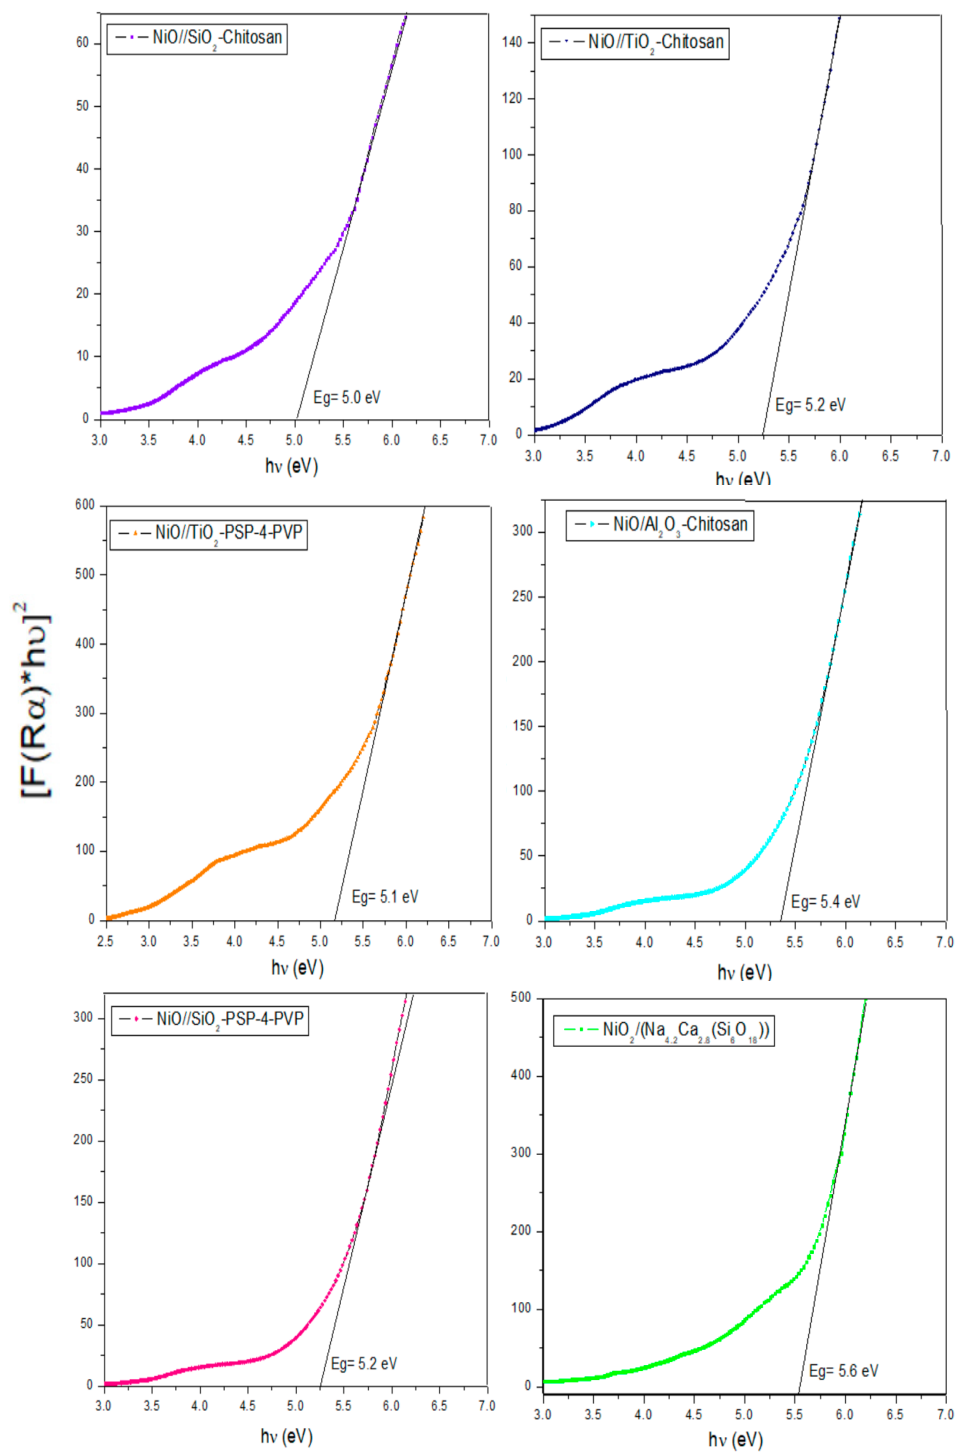 [F(Rα)*hυ]²
NiO//SiO₂-Chitosan
60
50
40
30
20
10
0
Eg= 5.0 eV
3.0 3.5 4.0 4.5 5.0 5.5 6.0 6.5 7.0
hν (eV)
NiO//TiO₂-Chitosan
140
120
100
80
60
40
20
0
Eg= 5.2 eV
3.0 3.5 4.0 4.5 5.0 5.5 6.0 6.5 7.0
hν (eV)
NiO//TiO₂-PSP-4-PVP
600
500
400
300
200
100
0
Eg= 5.1 eV
2.5 3.0 3.5 4.0 4.5 5.0 5.5 6.0 6.5 7.0
hν (eV)
NiO/Al₂O₃-Chitosan
300
250
200
150
100
50
0
Eg= 5.4 eV
3.0 3.5 4.0 4.5 5.0 5.5 6.0 6.5 7.0
hν (eV)
NiO//SiO₂-PSP-4-PVP
300
250
200
150
100
50
0
Eg= 5.2 eV
3.0 3.5 4.0 4.5 5.0 5.5 6.0 6.5 7.0
hν (eV)
NiO₂/(Na₄.₂Ca₂.₈(Si₆O₁₈))
500
400
300
200
100
0
Eg= 5.6 eV
3.0 3.5 4.0 4.5 5.0 5.5 6.0 6.5 7.0
hν (eV)